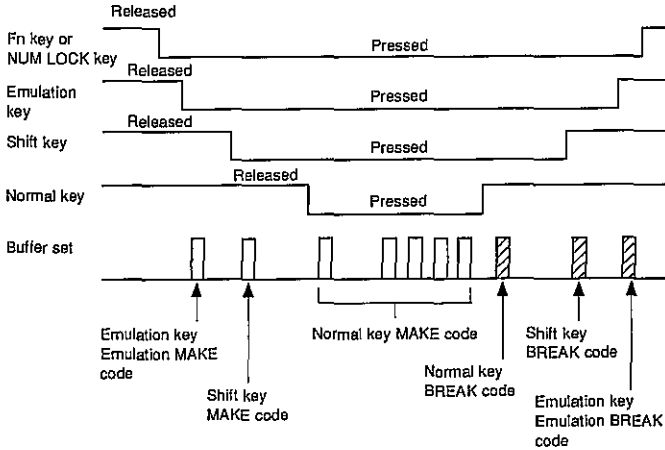 Released
Fn key or
NUM LOCK key
Pressed
Released
Emulation
key
Pressed
Released
Shift key
Pressed
Released
Normal key
Pressed
Buffer set
Emulation key
Emulation MAKE
code
Shift key
MAKE code
Normal key MAKE code
Normal key
BREAK code
Shift key
BREAK code
Emulation key
Emulation BREAK
code